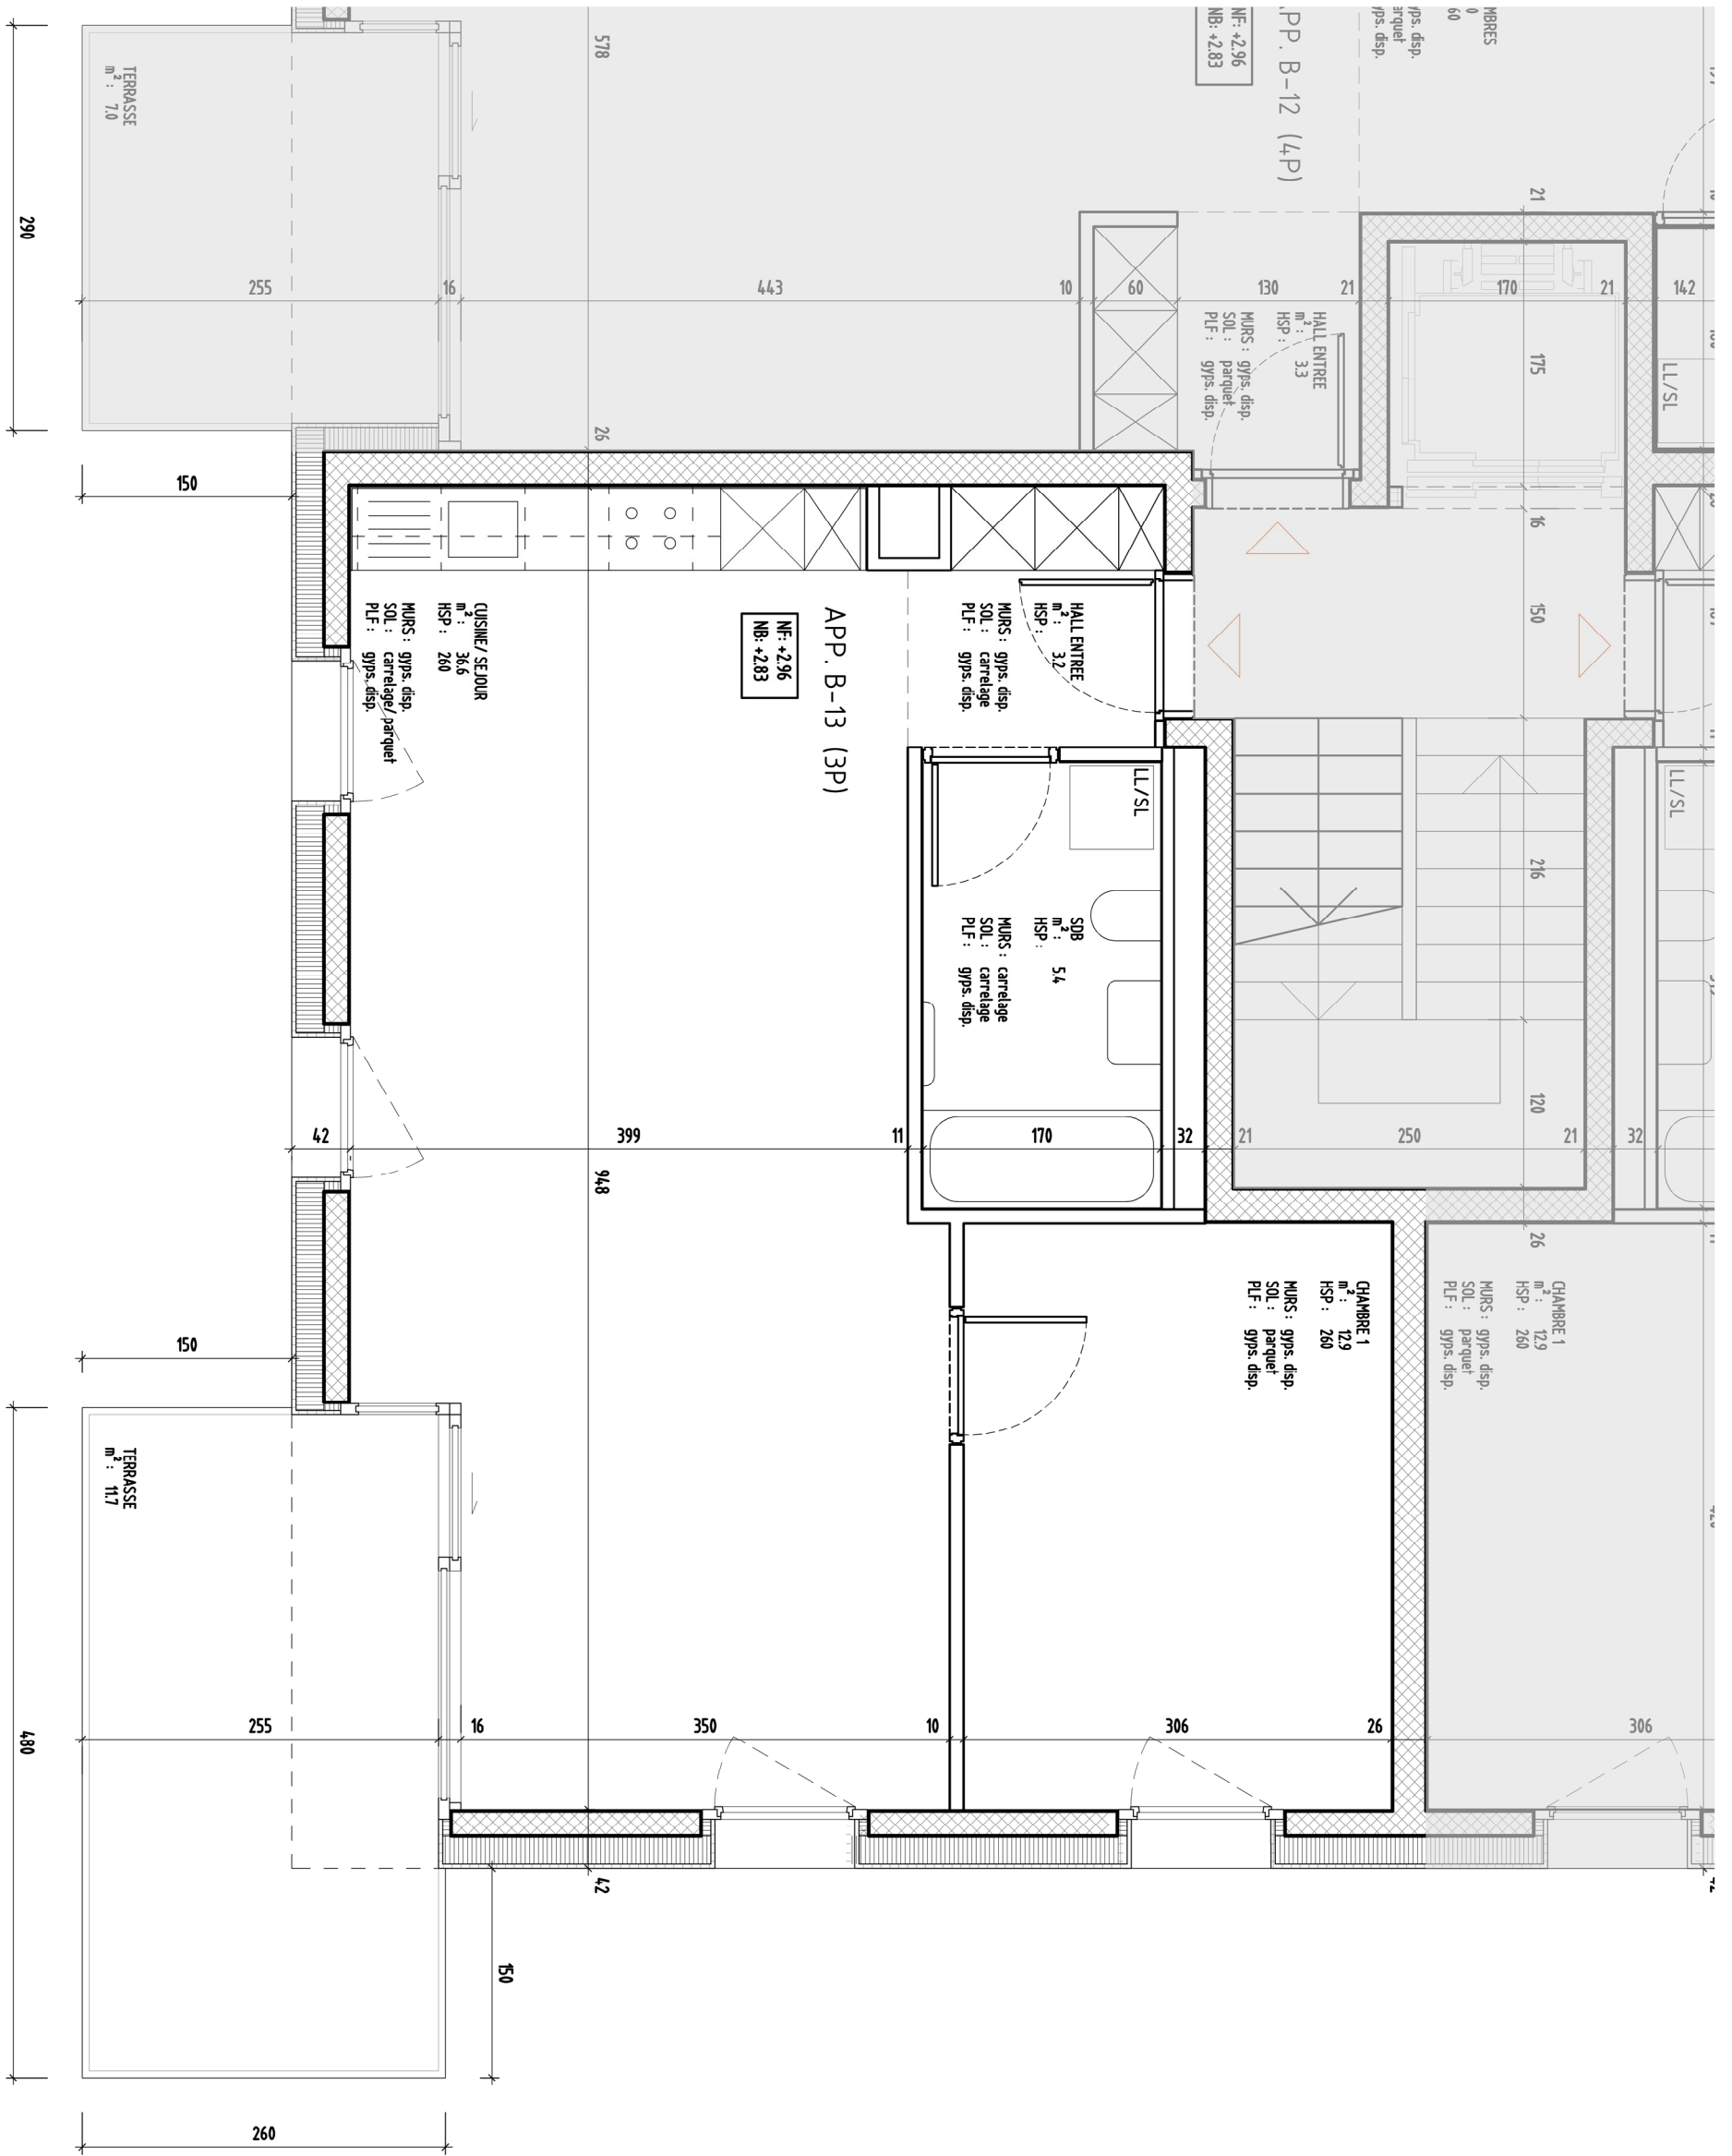 APP. B-12 (4P)
NF: +2.96
NB: +2.83
TERRASSE
m² : 7.0
578
290
255
16
443
10
60
130
21
170
21
142
21
175
16
150
216
120
26
26
150
HALL ENTREE
m² : 3.3
HSP :
MURS : gyps. disp.
SOL : parquet
PLF : gyps. disp.
LL/SL
LL/SL
APP. B-13 (3P)
NF: +2.96
NB: +2.83
HALL ENTREE
m² : 3.2
HSP :
MURS : gyps. disp.
SOL : carrelage
PLF : gyps. disp.
CUISINE/ SEJOUR
m² : 36.6
HSP : 260
MURS : gyps. disp.
SOL : carrelage/ parquet
PLF : gyps. disp.
LL/SL
SDB
m² : 5.4
HSP :
MURS : carrelage
SOL : carrelage
PLF : gyps. disp.
42
399
11
170
32
21
250
21
32
948
CHAMBRE 1
m² : 12.9
HSP : 260
MURS : gyps. disp.
SOL : parquet
PLF : gyps. disp.
CHAMBRE 1
m² : 12.9
HSP : 260
MURS : gyps. disp.
SOL : parquet
PLF : gyps. disp.
150
TERRASSE
m² : 11.7
480
255
16
350
10
306
26
306
42
150
260